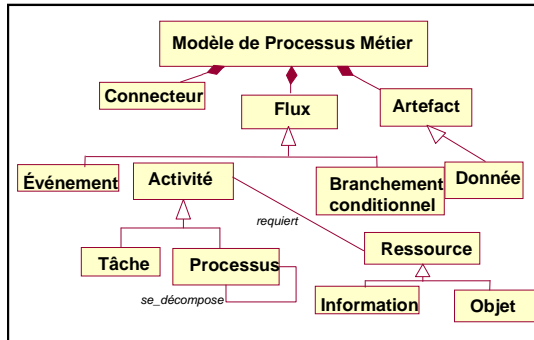 Modèle de Processus Métier
Connecteur
Flux
Artefact
Événement
Activité
Branchement
conditionnel
Donnée
requiert
Tâche
Processus
Ressource
se_décompose
Information
Objet